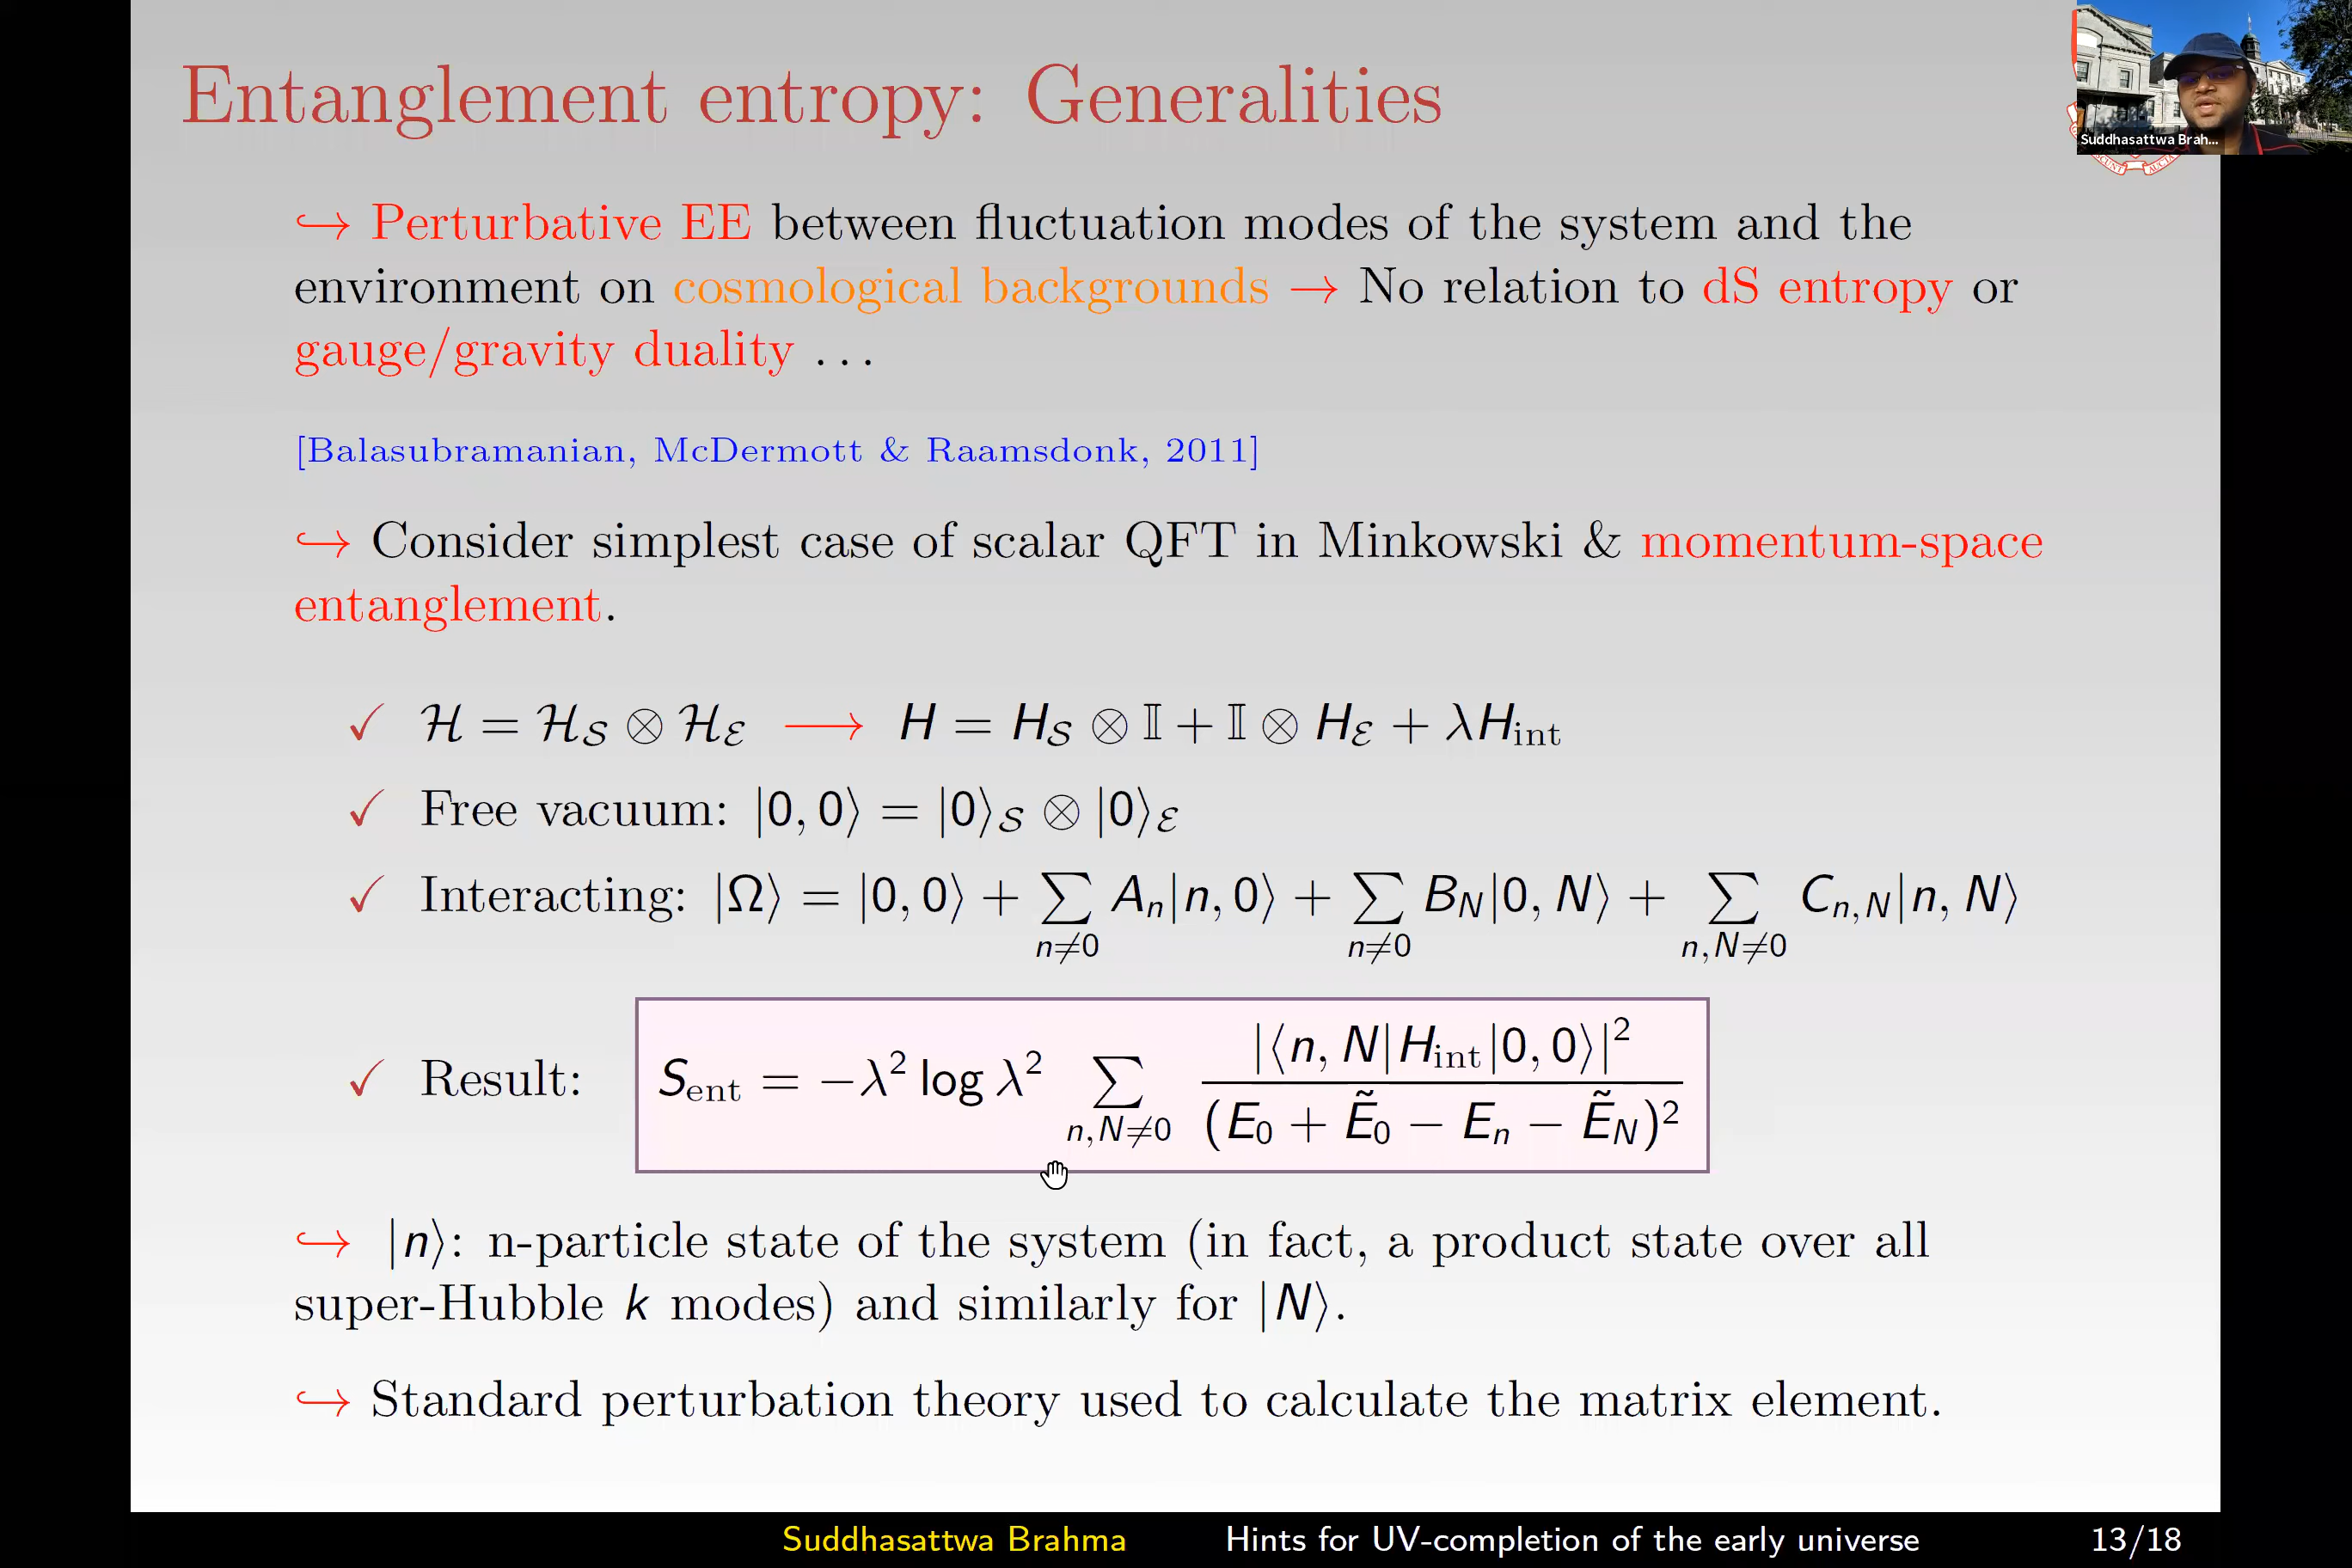 Entanglement entropy: Generalities
Suddhasattwa Brah...
↪ Perturbative EE between fluctuation modes of the system and the
environment on cosmological backgrounds → No relation to dS entropy or
gauge/gravity duality ...
[Balasubramanian, McDermott & Raamsdonk, 2011]
↪ Consider simplest case of scalar QFT in Minkowski & momentum-space
entanglement.
✓ ℋ = ℋ_𝒮 ⊗ ℋ_ℰ ⟶ H = H_𝒮 ⊗ 𝕀 + 𝕀 ⊗ H_ℰ + λH_int
✓ Free vacuum: |0, 0⟩ = |0⟩_𝒮 ⊗ |0⟩_ℰ
✓ Interacting: |Ω⟩ = |0, 0⟩ + ∑_{n≠0} A_n|n, 0⟩ + ∑_{n≠0} B_N|0, N⟩ + ∑_{n,N≠0} C_{n,N}|n, N⟩
✓ Result: S_ent = −λ² log λ² ∑_{n,N≠0} |⟨n, N|H_int|0, 0⟩|² / (E_0 + Ẽ_0 − E_n − Ẽ_N)²
↪ |n⟩: n-particle state of the system (in fact, a product state over all
super-Hubble k modes) and similarly for |N⟩.
↪ Standard perturbation theory used to calculate the matrix element.
Suddhasattwa Brahma Hints for UV-completion of the early universe 13/18